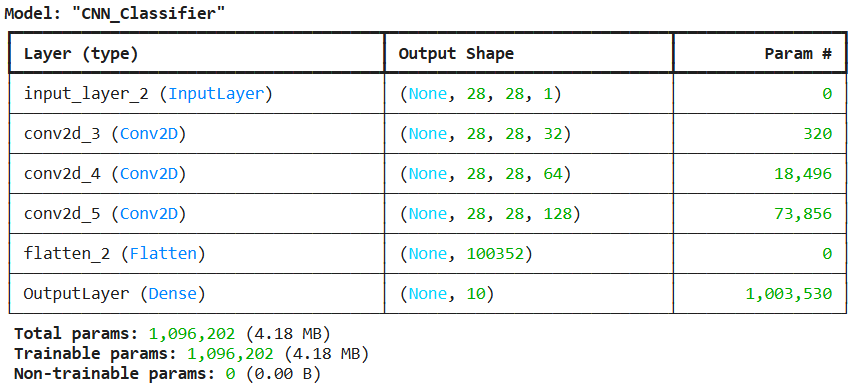 Model: "CNN_Classifier"
Layer (type) Output Shape Param #
input_layer_2 (InputLayer) (None, 28, 28, 1) 0
conv2d_3 (Conv2D) (None, 28, 28, 32) 320
conv2d_4 (Conv2D) (None, 28, 28, 64) 18,496
conv2d_5 (Conv2D) (None, 28, 28, 128) 73,856
flatten_2 (Flatten) (None, 100352) 0
OutputLayer (Dense) (None, 10) 1,003,530
Total params: 1,096,202 (4.18 MB)
Trainable params: 1,096,202 (4.18 MB)
Non-trainable params: 0 (0.00 B)